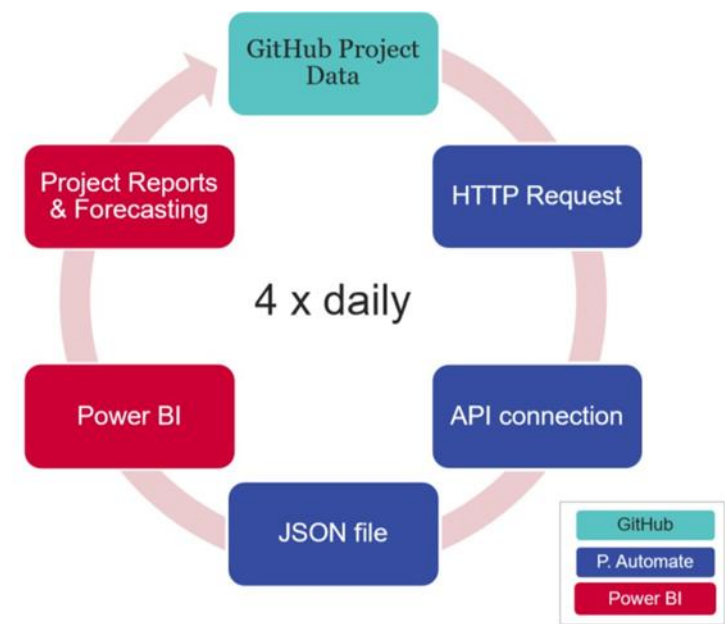 GitHub Project
Data
HTTP Request
API connection
JSON file
Power BI
Project Reports
& Forecasting
4 x daily
GitHub
P. Automate
Power BI